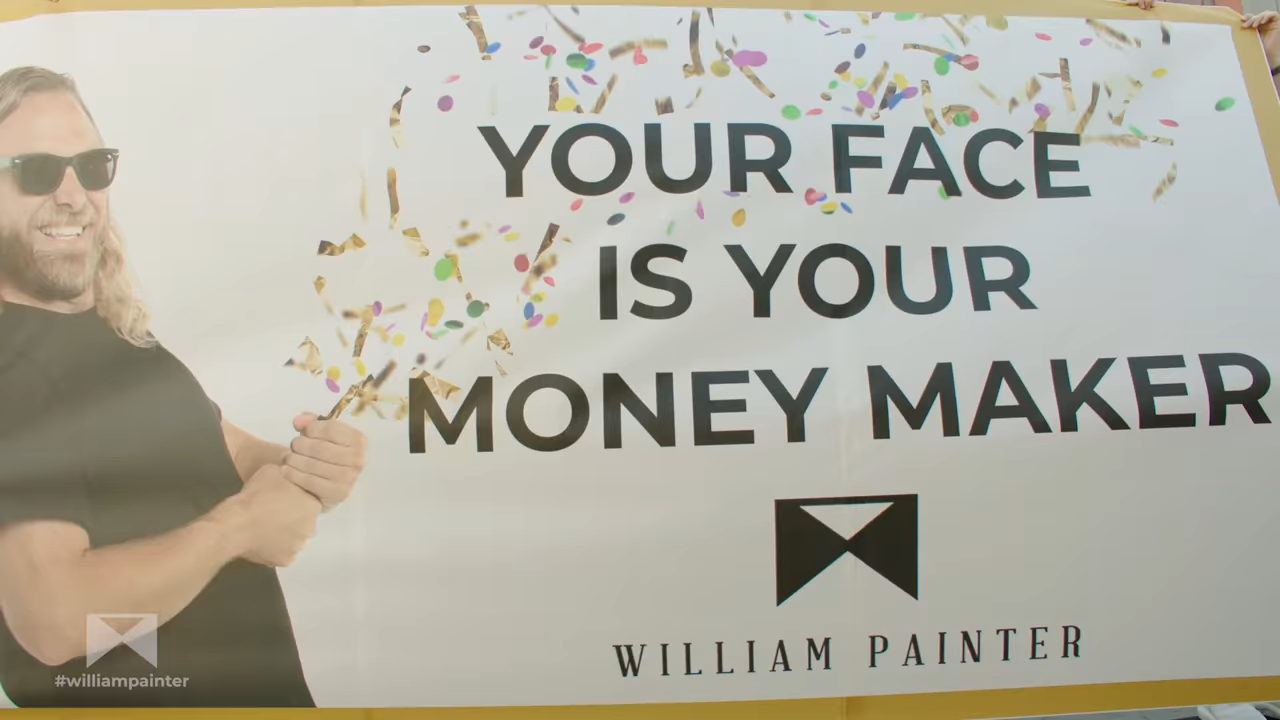 YOUR FACE
IS YOUR
MONEY MAKER
WILLIAM PAINTER
#williampainter